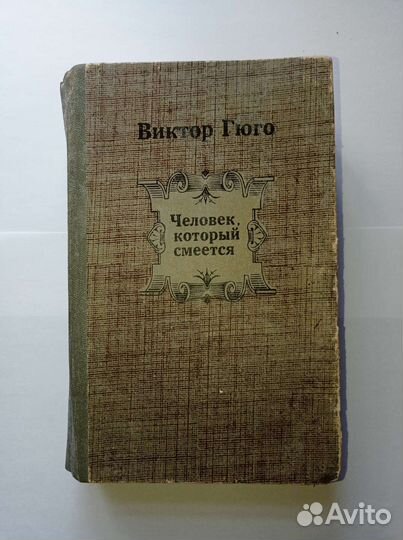 Виктор Гюго
Человек,
который
смеется
Avito